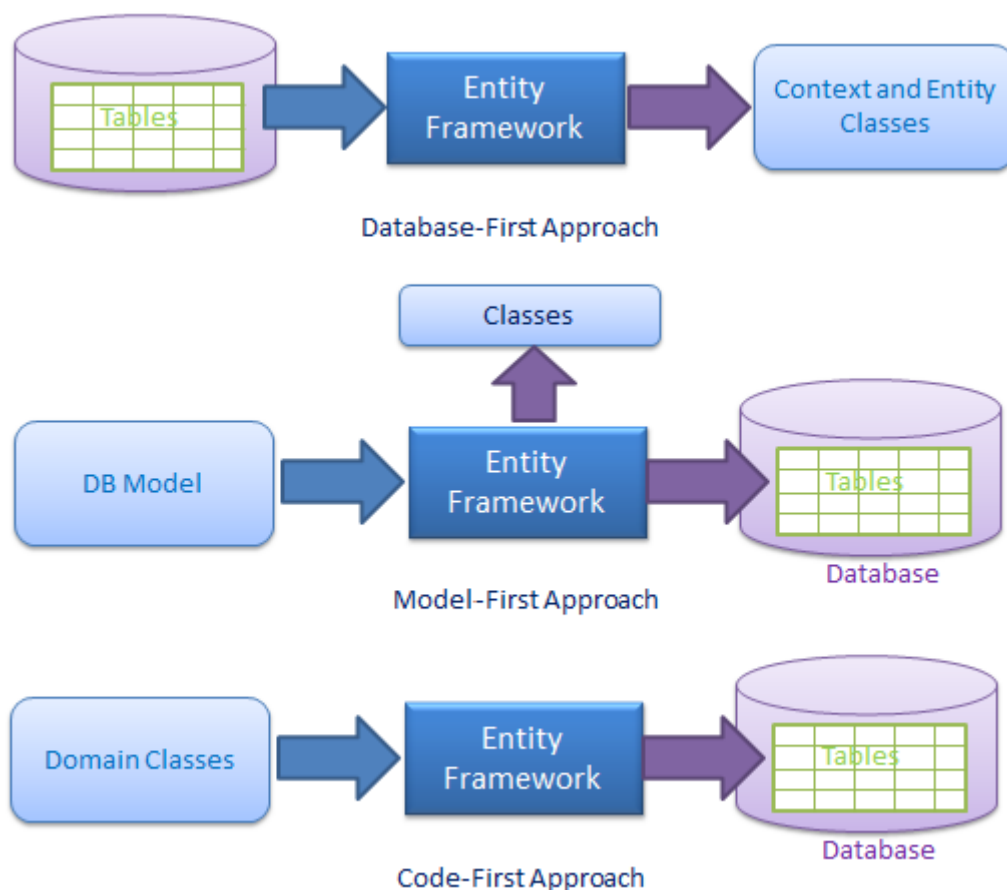 Tables
Entity
Framework
Context and Entity
Classes
Database-First Approach
Classes
DB Model
Entity
Framework
Tables
Database
Model-First Approach
Domain Classes
Entity
Framework
Tables
Database
Code-First Approach